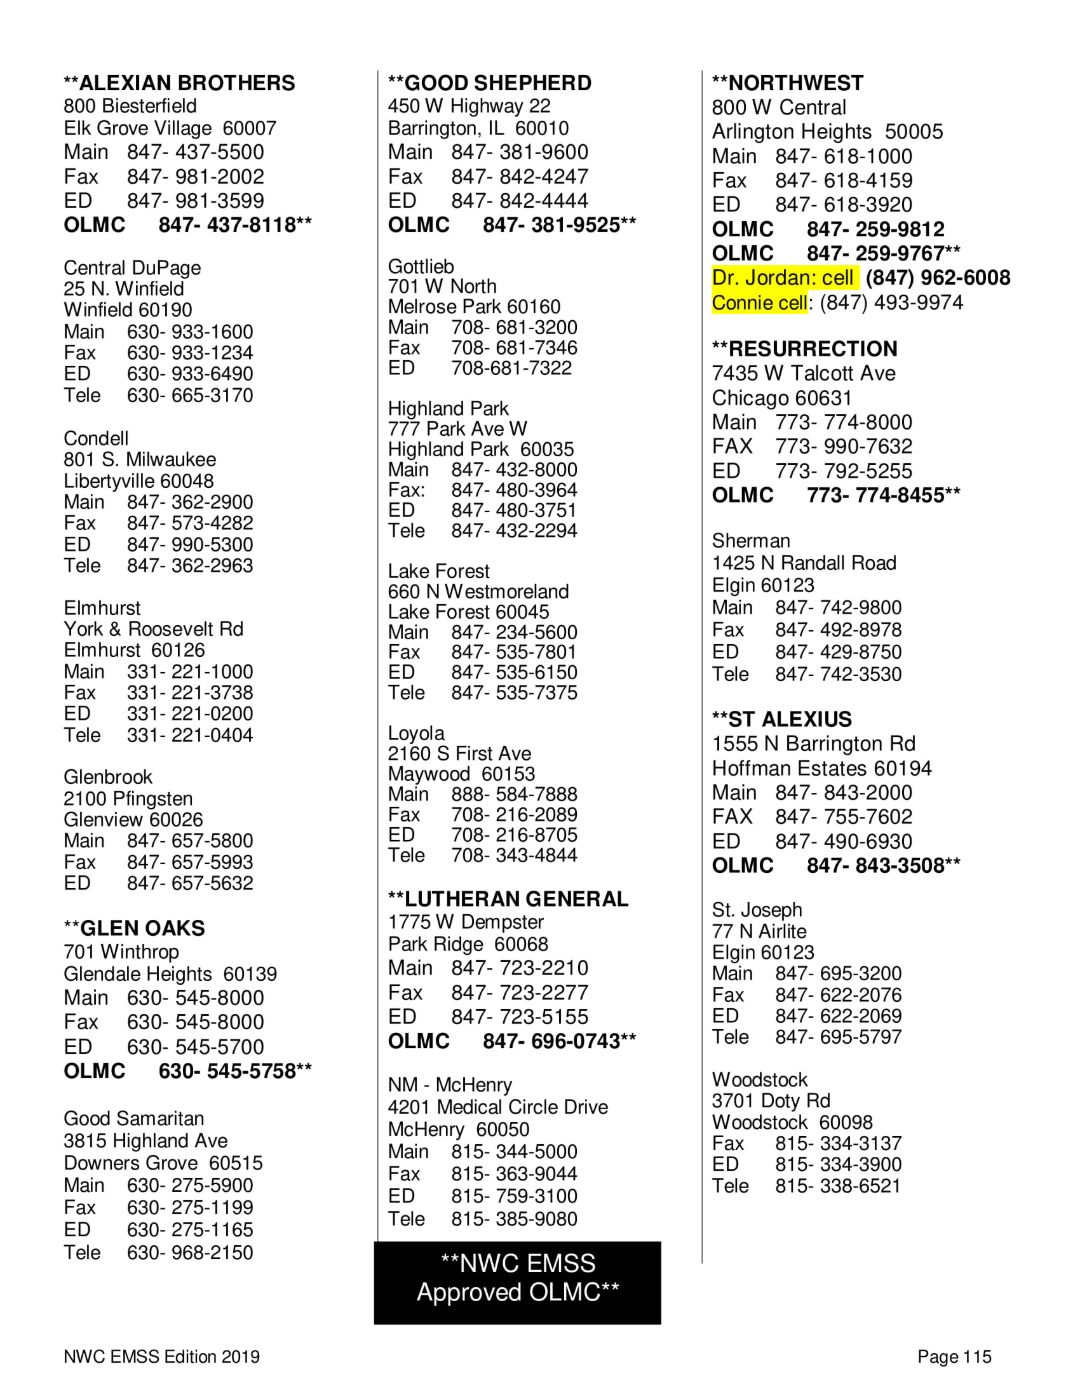 **ALEXIAN BROTHERS
800 Biesterfield
Elk Grove Village 60007
Main 847- 437-5500
Fax 847- 981-2002
ED 847- 981-3599
OLMC 847- 437-8118**
Central DuPage
25 N. Winfield
Winfield 60190
Main 630- 933-1600
Fax 630- 933-1234
ED 630- 933-6490
Tele 630- 665-3170
Condell
801 S. Milwaukee
Libertyville 60048
Main 847- 362-2900
Fax 847- 573-4282
ED 847- 990-5300
Tele 847- 362-2963
Elmhurst
York & Roosevelt Rd
Elmhurst 60126
Main 331- 221-1000
Fax 331- 221-3738
ED 331- 221-0200
Tele 331- 221-0404
Glenbrook
2100 Pfingsten
Glenview 60026
Main 847- 657-5800
Fax 847- 657-5993
ED 847- 657-5632
**GLEN OAKS
701 Winthrop
Glendale Heights 60139
Main 630- 545-8000
Fax 630- 545-8000
ED 630- 545-5700
OLMC 630- 545-5758**
Good Samaritan
3815 Highland Ave
Downers Grove 60515
Main 630- 275-5900
Fax 630- 275-1199
ED 630- 275-1165
Tele 630- 968-2150
**GOOD SHEPHERD
450 W Highway 22
Barrington, IL 60010
Main 847- 381-9600
Fax 847- 842-4247
ED 847- 842-4444
OLMC 847- 381-9525**
Gottlieb
701 W North
Melrose Park 60160
Main 708- 681-3200
Fax 708- 681-7346
ED 708-681-7322
Highland Park
777 Park Ave W
Highland Park 60035
Main 847- 432-8000
Fax: 847- 480-3964
ED 847- 480-3751
Tele 847- 432-2294
Lake Forest
660 N Westmoreland
Lake Forest 60045
Main 847- 234-5600
Fax 847- 535-7801
ED 847- 535-6150
Tele 847- 535-7375
Loyola
2160 S First Ave
Maywood 60153
Main 888- 584-7888
Fax 708- 216-2089
ED 708- 216-8705
Tele 708- 343-4844
**LUTHERAN GENERAL
1775 W Dempster
Park Ridge 60068
Main 847- 723-2210
Fax 847- 723-2277
ED 847- 723-5155
OLMC 847- 696-0743**
NM - McHenry
4201 Medical Circle Drive
McHenry 60050
Main 815- 344-5000
Fax 815- 363-9044
ED 815- 759-3100
Tele 815- 385-9080
**NWC EMSS
Approved OLMC**
**NORTHWEST
800 W Central
Arlington Heights 50005
Main 847- 618-1000
Fax 847- 618-4159
ED 847- 618-3920
OLMC 847- 259-9812
OLMC 847- 259-9767**
Dr. Jordan: cell (847) 962-6008
Connie cell: (847) 493-9974
**RESURRECTION
7435 W Talcott Ave
Chicago 60631
Main 773- 774-8000
FAX 773- 990-7632
ED 773- 792-5255
OLMC 773- 774-8455**
Sherman
1425 N Randall Road
Elgin 60123
Main 847- 742-9800
Fax 847- 492-8978
ED 847- 429-8750
Tele 847- 742-3530
**ST ALEXIUS
1555 N Barrington Rd
Hoffman Estates 60194
Main 847- 843-2000
FAX 847- 755-7602
ED 847- 490-6930
OLMC 847- 843-3508**
St. Joseph
77 N Airlite
Elgin 60123
Main 847- 695-3200
Fax 847- 622-2076
ED 847- 622-2069
Tele 847- 695-5797
Woodstock
3701 Doty Rd
Woodstock 60098
Fax 815- 334-3137
ED 815- 334-3900
Tele 815- 338-6521
NWC EMSS Edition 2019
Page 115